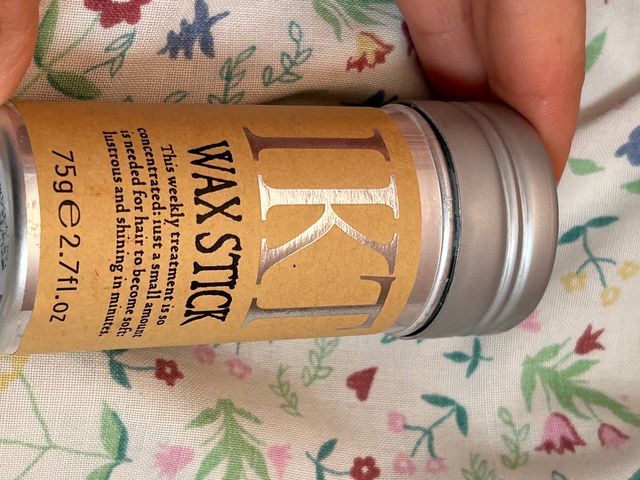 IKT
WAX STICK
This weekly treatment is so
concentrated: iust a small amount
is needed for hair to become soft:
lustrous and shining in minutes.
75g ℮ 2.7fl.oz